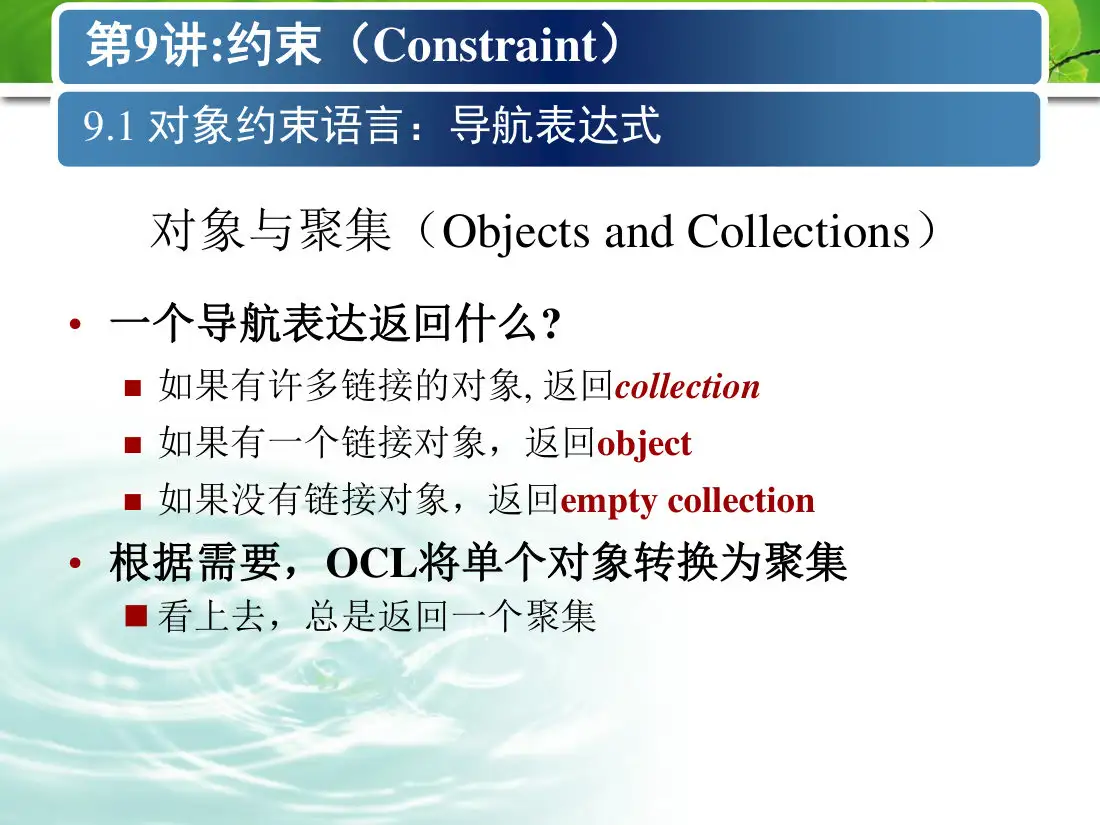 第9讲:约束（Constraint）
9.1 对象约束语言：导航表达式
对象与聚集（Objects and Collections）
• 一个导航表达返回什么?
■ 如果有许多链接的对象, 返回collection
■ 如果有一个链接对象，返回object
■ 如果没有链接对象，返回empty collection
• 根据需要，OCL将单个对象转换为聚集
■ 看上去，总是返回一个聚集